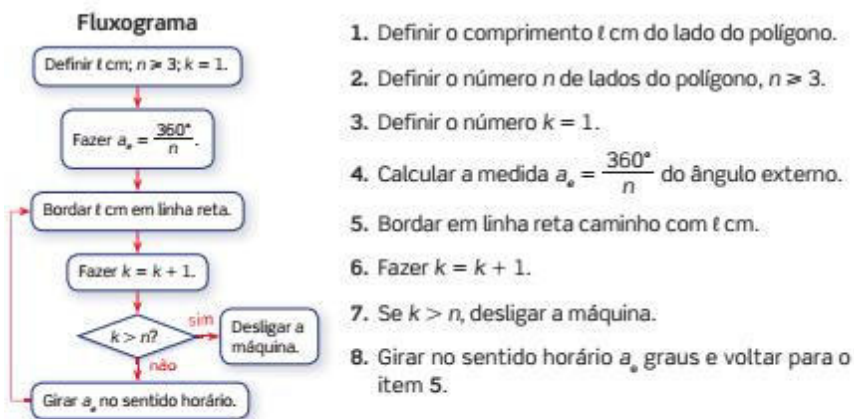 Fluxograma
Definir ℓ cm; n ⩾ 3; k = 1.
Fazer aₑ = 360°/n.
Bordar ℓ cm em linha reta.
Fazer k = k + 1.
k > n?
sim
Desligar a
máquina.
não
Girar aₑ no sentido horário.
1. Definir o comprimento ℓ cm do lado do polígono.
2. Definir o número n de lados do polígono, n ⩾ 3.
3. Definir o número k = 1.
4. Calcular a medida aₑ = 360°/n do ângulo externo.
5. Bordar em linha reta caminho com ℓ cm.
6. Fazer k = k + 1.
7. Se k > n, desligar a máquina.
8. Girar no sentido horário aₑ graus e voltar para o
item 5.